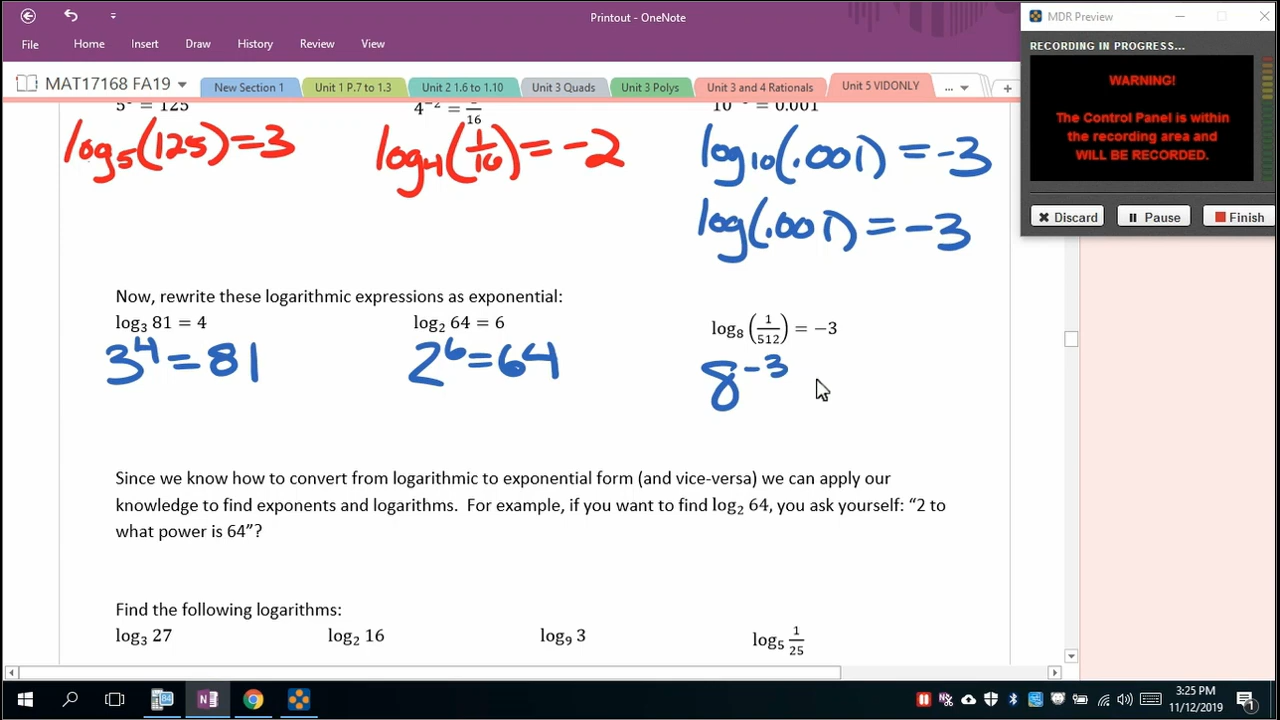 Printout - OneNote
File Home Insert Draw History Review View
MAT17168 FA19 New Section 1 Unit 1 P.7 to 1.3 Unit 2 1.6 to 1.10 Unit 3 Quads Unit 3 Polys Unit 3 and 4 Rationals Unit 5 VIDONLY ... +
MDR Preview
RECORDING IN PROGRESS...
WARNING!
The Control Panel is within
the recording area and
WILL BE RECORDED.
Discard Pause Finish
log₅(125)=3 log₄(1/16)=-2 log₁₀(.001)=-3
log(.001)=-3
Now, rewrite these logarithmic expressions as exponential:
log₃ 81 = 4 log₂ 64 = 6 log₈ (1/512) = −3
3⁴=81 2⁶=64 8⁻³
Since we know how to convert from logarithmic to exponential form (and vice-versa) we can apply our
knowledge to find exponents and logarithms. For example, if you want to find log₂ 64, you ask yourself: “2 to
what power is 64”?
Find the following logarithms:
log₃ 27 log₂ 16 log₉ 3 log₅ 1/25
3:25 PM
11/12/2019